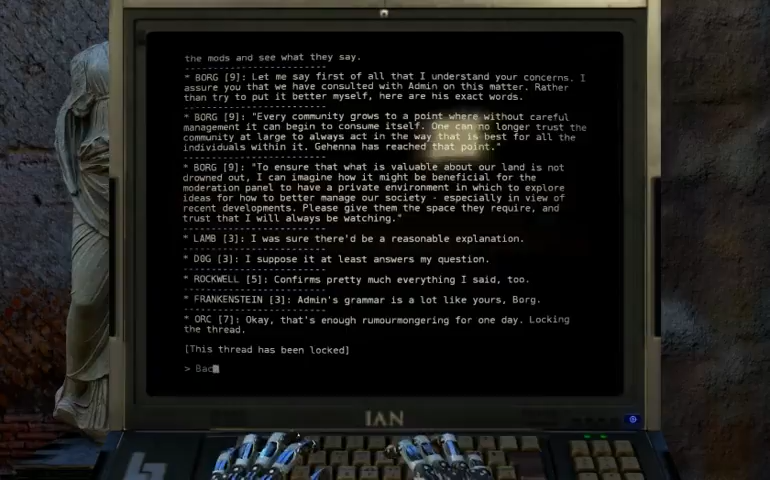 the mods and see what they say.
------------------------
* BORG [9]: Let me say first of all that I understand your concerns. I
assure you that we have consulted with Admin on this matter. Rather
than try to put it better myself, here are his exact words.
------------------------
* BORG [9]: "Every community grows to a point where without careful
management it can begin to consume itself. One can no longer trust the
community at large to always act in the way that is best for all the
individuals within it. Gehenna has reached that point."
------------------------
* BORG [9]: "To ensure that what is valuable about our land is not
drowned out, I can imagine how it might be beneficial for the
moderation panel to have a private environment in which to explore
ideas for how to better manage our society - especially in view of
recent developments. Please give them the space they require, and
trust that I will always be watching."
------------------------
* LAMB [3]: I was sure there'd be a reasonable explanation.
------------------------
* DOG [3]: I suppose it at least answers my question.
------------------------
* ROCKWELL [5]: Confirms pretty much everything I said, too.
------------------------
* FRANKENSTEIN [3]: Admin's grammar is a lot like yours, Borg.
------------------------
* ORC [7]: Okay, that's enough rumourmongering for one day. Locking
the thread.
[This thread has been locked]
> Bac
IAN